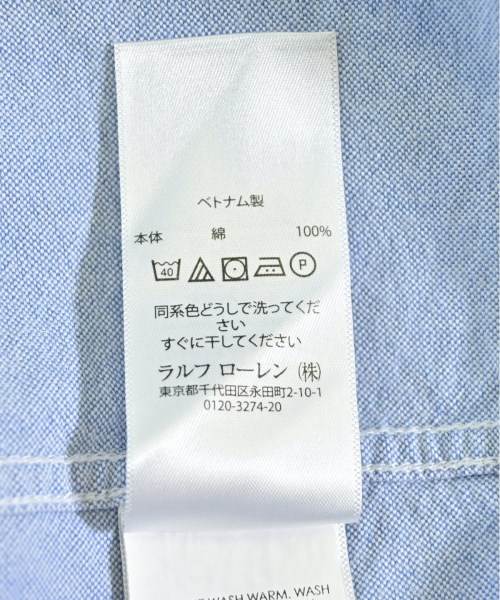 ベトナム製
本体 綿 100%
40 P
同系色どうしで洗ってくだ
さい
すぐに干してください
ラルフ ローレン (株)
東京都千代田区永田町2-10-1
0120-3274-20
WASH WARM. WASH